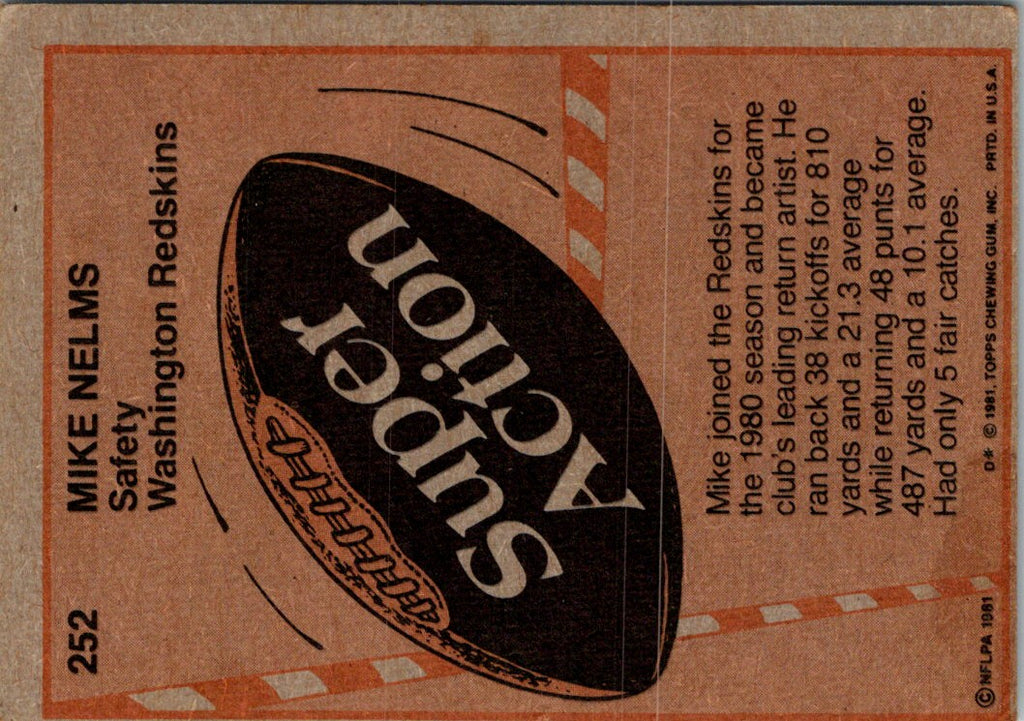 252
MIKE NELMS
Safety
Washington Redskins
Super
Action
Mike joined the Redskins for
the 1980 season and became
club's leading return artist. He
ran back 38 kickoffs for 810
yards and a 21.3 average
while returning 48 punts for
487 yards and a 10.1 average.
Had only 5 fair catches.
© NFLPA 1981 D* © 1981, TOPPS CHEWING GUM, INC. PRTD. IN U.S.A.